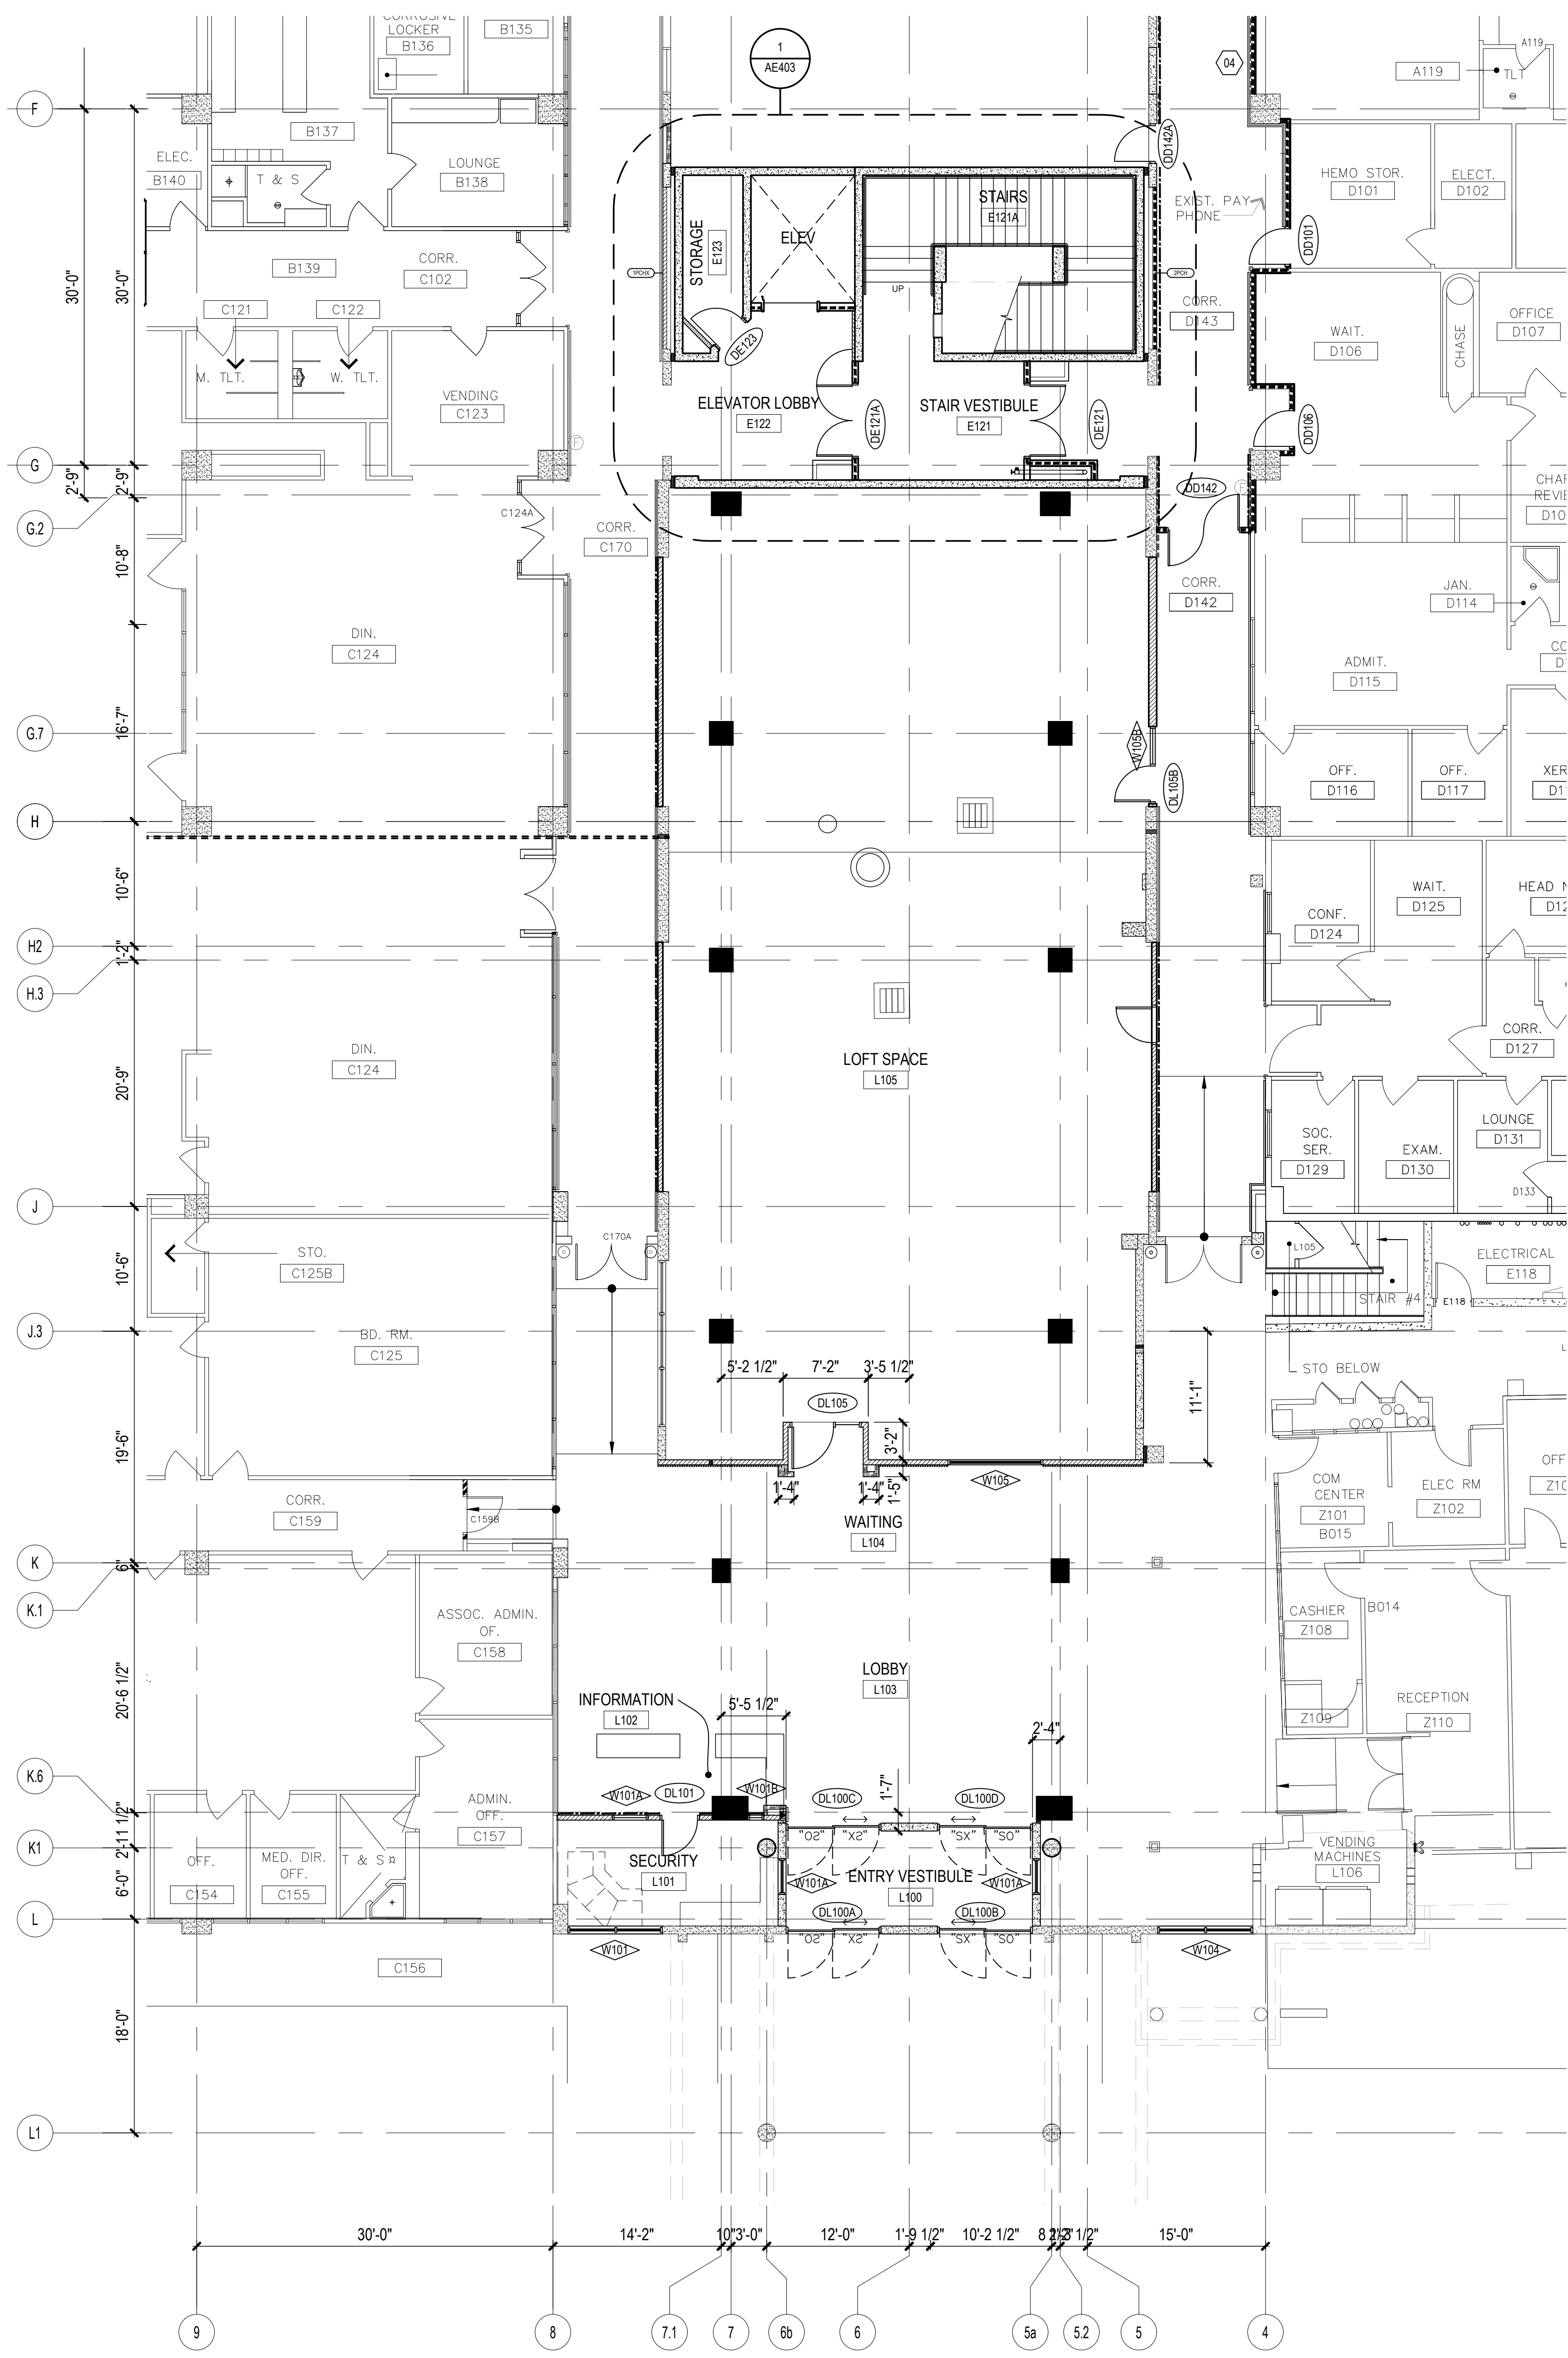 CORROSIVE
LOCKER
B136
B135
1
AE403
04
A119
A119
TLT
F
B137
ELEC.
B140
T & S
LOUNGE
B138
DD142A
HEMO STOR.
D101
ELECT.
D102
EXIST. PAY
PHONE
STAIRS
E121A
STORAGE
E123
ELEV
DD101
30'-0"
30'-0"
B139
CORR.
C102
1PCHX
2PCH
UP
CORR.
D143
C121
C122
WAIT.
D106
CHASE
OFFICE
D107
DE123
M. TLT.
W. TLT.
VENDING
C123
ELEVATOR LOBBY
E122
DE121A
STAIR VESTIBULE
E121
DE121
DD106
F
G
2'-9"
2'-9"
DD142
F
G.2
C124A
CORR.
C170
10'-8"
CORR.
D142
JAN.
D114
DIN.
C124
ADMIT.
D115
G.7
16'-7"
W105B
DL105B
OFF.
D116
OFF.
D117
H
10'-6"
WAIT.
D125
CONF.
D124
H2
1'-2"
H.3
CORR.
D127
DIN.
C124
LOFT SPACE
L105
20'-9"
SOC.
SER.
D129
EXAM.
D130
LOUNGE
D131
D133
J
STO.
C125B
C170A
L105
ELECTRICAL
E118
10'-6"
STAIR #4
E118
J.3
BD. RM.
C125
5'-2 1/2"
7'-2"
3'-5 1/2"
STO BELOW
DL105
11'-1"
19'-6"
3'-2"
1'-4"
1'-4"
1'-5"
W105
COM
CENTER
Z101
B015
ELEC RM
Z102
CORR.
C159
C159B
WAITING
L104
K
6"
K.1
ASSOC. ADMIN.
OF.
C158
CASHIER
Z108
B014
20'-6 1/2"
INFORMATION
L102
5'-5 1/2"
LOBBY
L103
2'-4"
Z109
RECEPTION
Z110
K.6
W101A
DL101
W101B
DL100C
1'-7"
DL100D
ADMIN.
OFF.
C157
2'-11 1/2"
K1
"SO"
"SX"
"SX"
"SO"
OFF.
C154
MED. DIR.
OFF.
C155
T & S
SECURITY
L101
W101A
ENTRY VESTIBULE
L100
W101A
VENDING
MACHINES
L106
6'-0"
L
DL100A
DL100B
"SO"
"SX"
"SX"
"SO"
W101
W104
C156
18'-0"
L1
30'-0"
14'-2"
10"
3'-0"
12'-0"
1'-9 1/2"
10'-2 1/2"
15'-0"
9
8
7.1
7
6b
6
5a
5.2
5
4